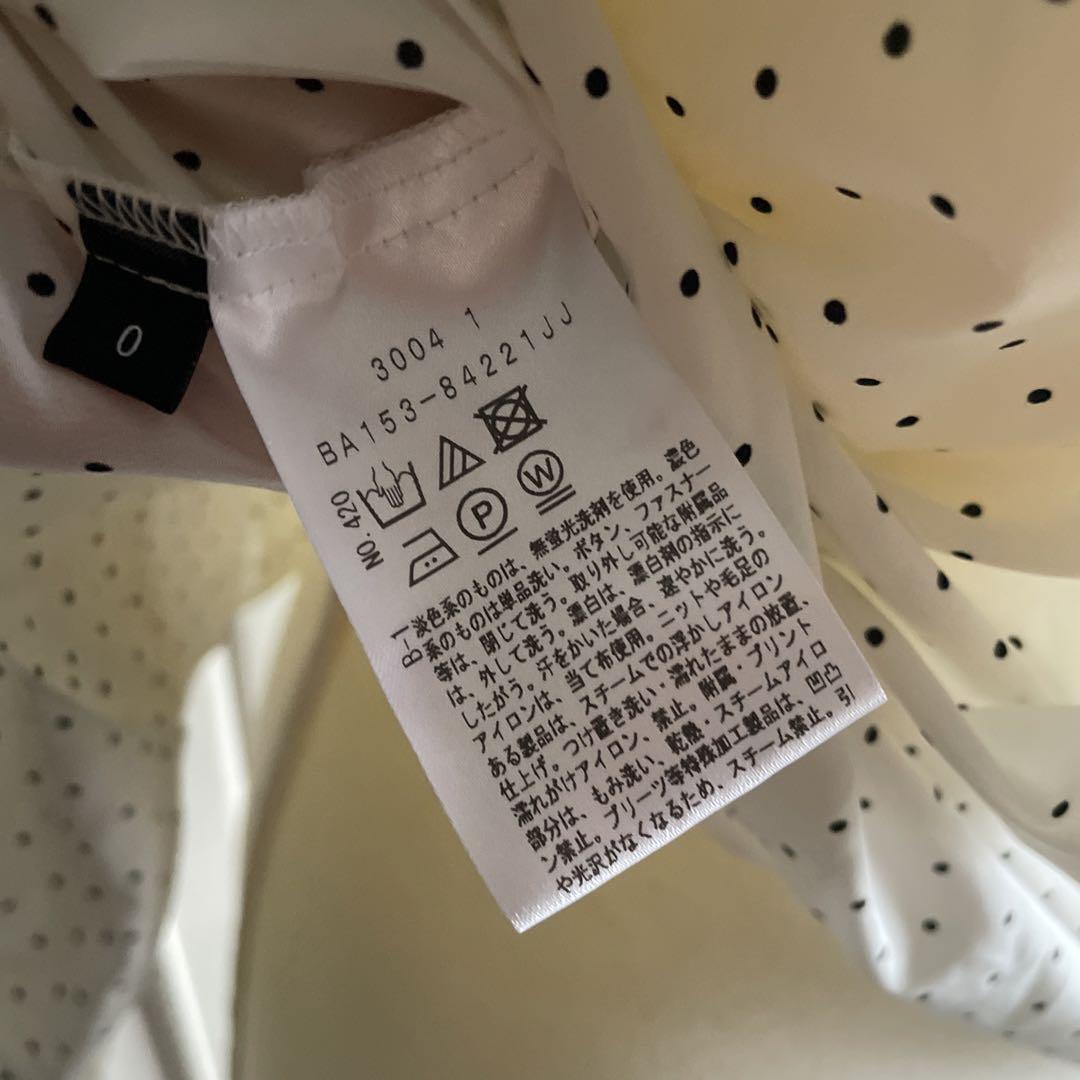 0
3004 1
BA153-84221JJ
NO. 420
P
W
B-1 淡色系のものは、無蛍光洗剤を使用。濃色
系のものは単品洗い。ボタン、ファスナー
等は、閉じて洗う。取り外し可能な附属品
は、外して洗う。漂白は、漂白剤の指示に
したがう。汗をかいた場合、速やかに洗う。
アイロンは、当て布使用。ニットや毛足の
ある製品は、スチームでの浮かしアイロン
仕上げ。つけ置き洗い・濡れたままの放置、
濡れがけアイロン、禁止。附属・プリント
部分は、もみ洗い、乾燥・スチームアイロ
ン禁止。プリーツ等特殊加工製品は、凹凸
や光沢がなくなるため、スチーム禁止。引